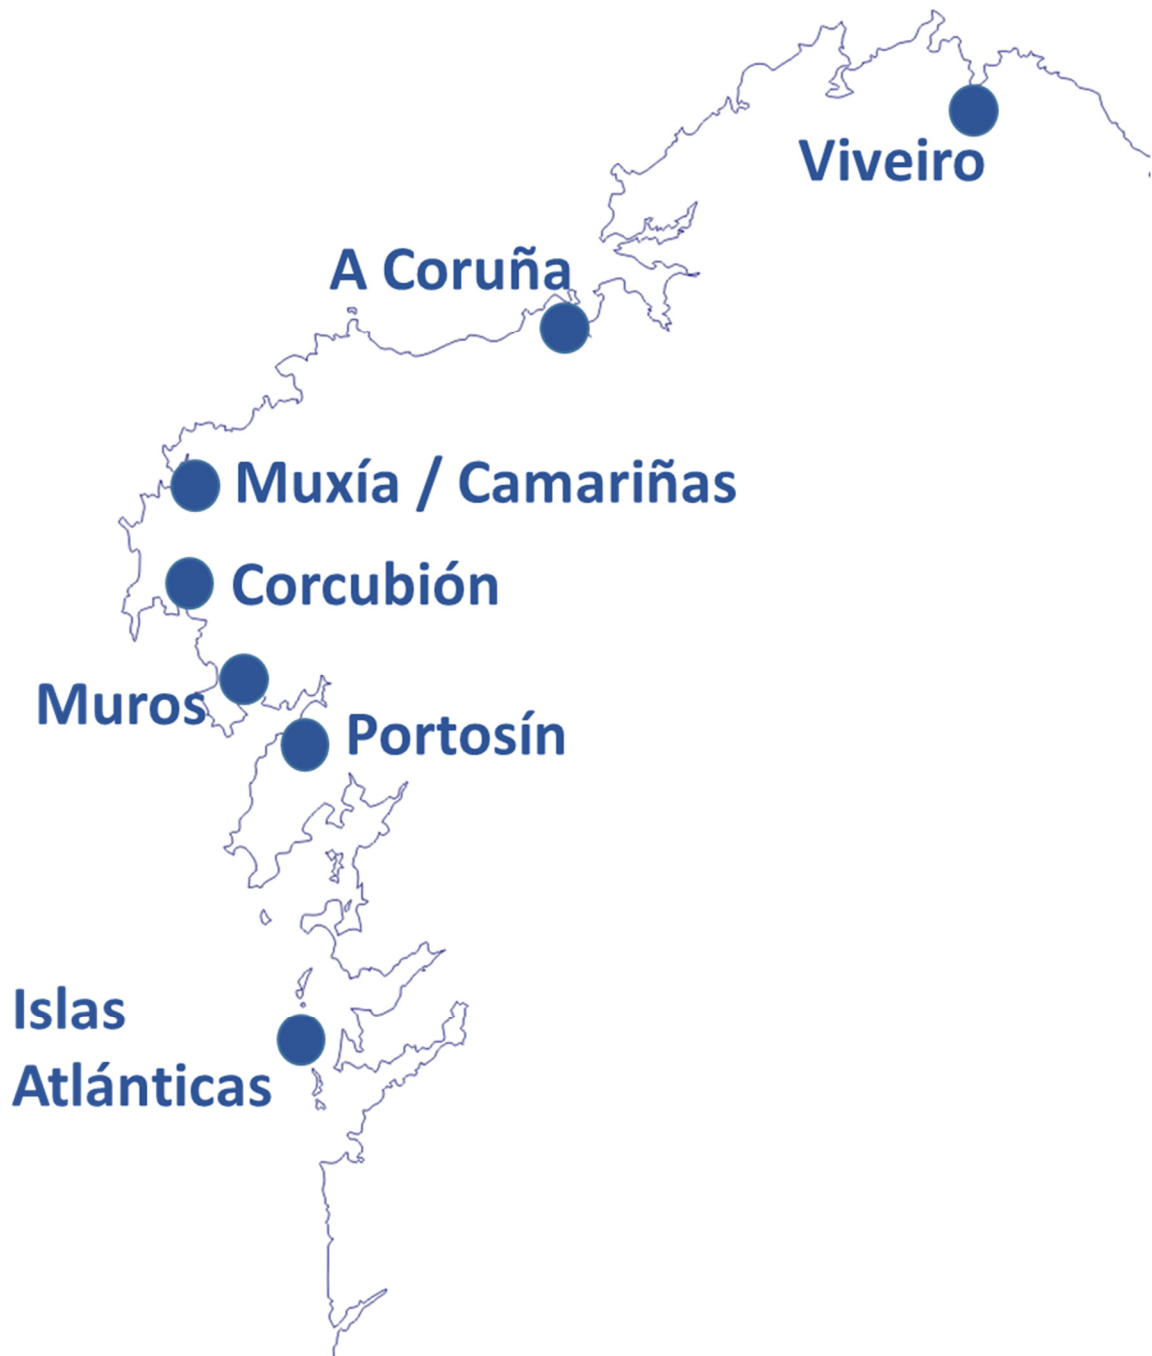 Viveiro
A Coruña
Muxía / Camariñas
Corcubión
Muros
Portosín
Islas
Atlánticas